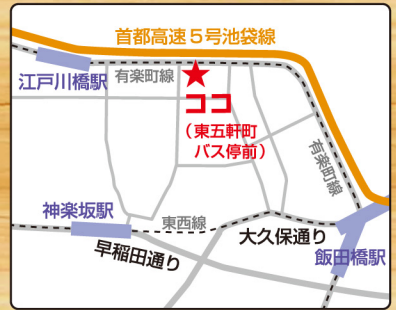 首都高速5号池袋線
江戸川橋駅
有楽町線
ココ
(東五軒町
バス停前)
有楽町線
神楽坂駅
東西線
大久保通り
早稲田通り
飯田橋駅